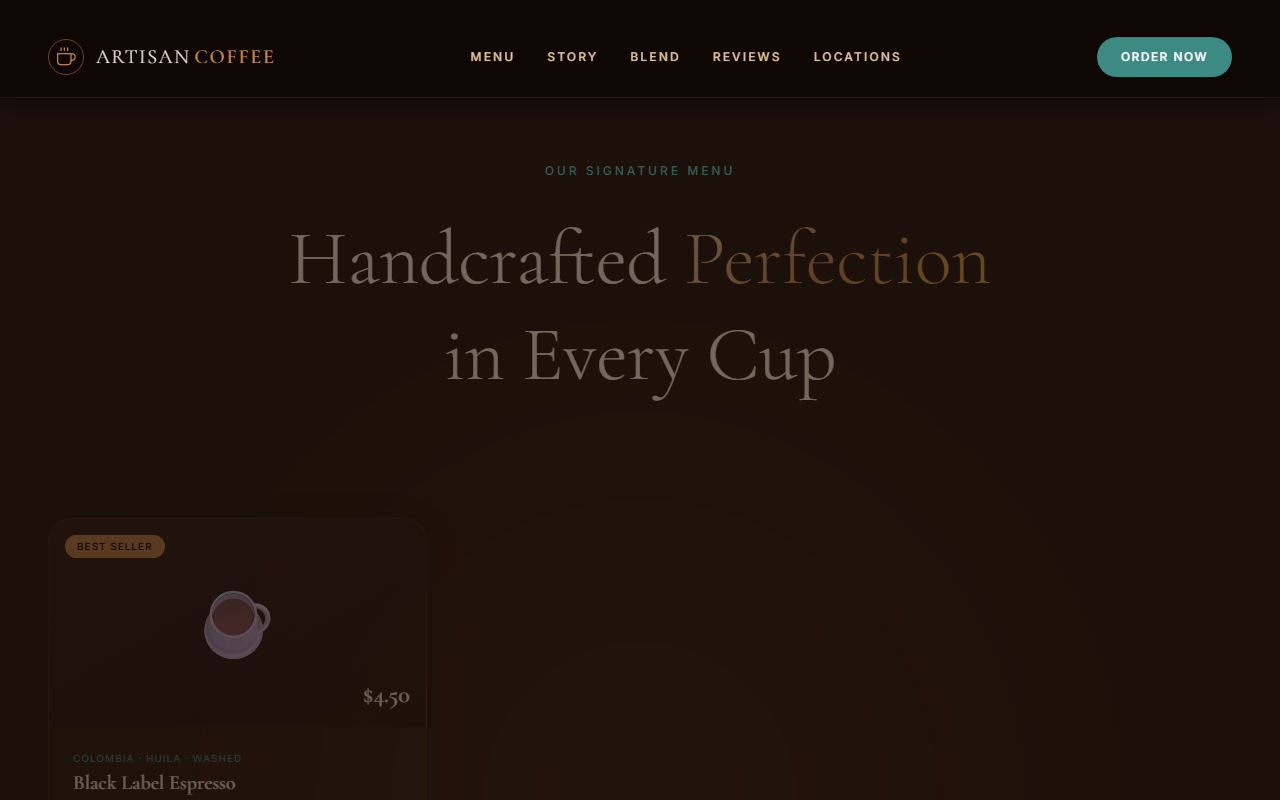 ARTISAN COFFEE
MENU
STORY
BLEND
REVIEWS
LOCATIONS
ORDER NOW
OUR SIGNATURE MENU
Handcrafted Perfection
in Every Cup
BEST SELLER
$4.50
COLOMBIA · HUILA · WASHED
Black Label Espresso